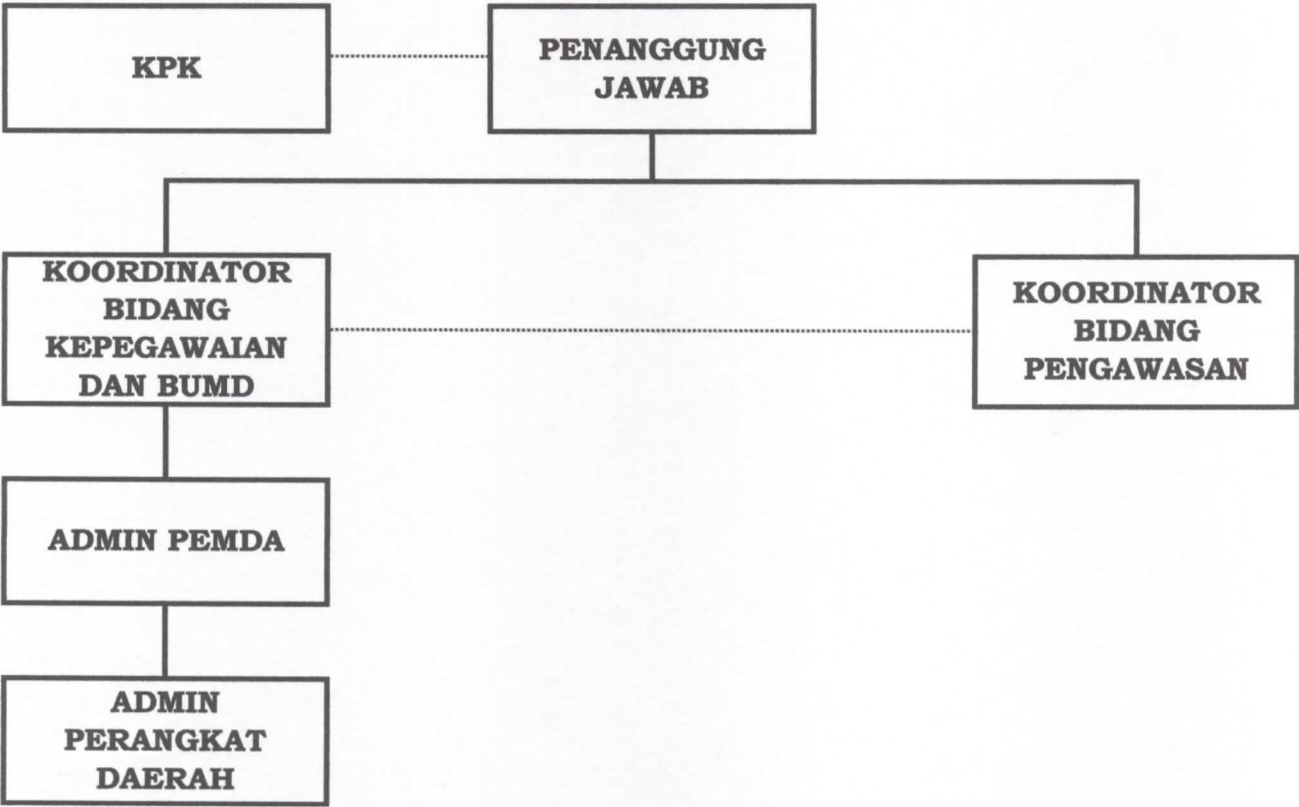 KPK
PENANGGUNG
JAWAB
KOORDINATOR
BIDANG
KEPEGAWAIAN
DAN BUMD
KOORDINATOR
BIDANG
PENGAWASAN
ADMIN PEMDA
ADMIN
PERANGKAT
DAERAH